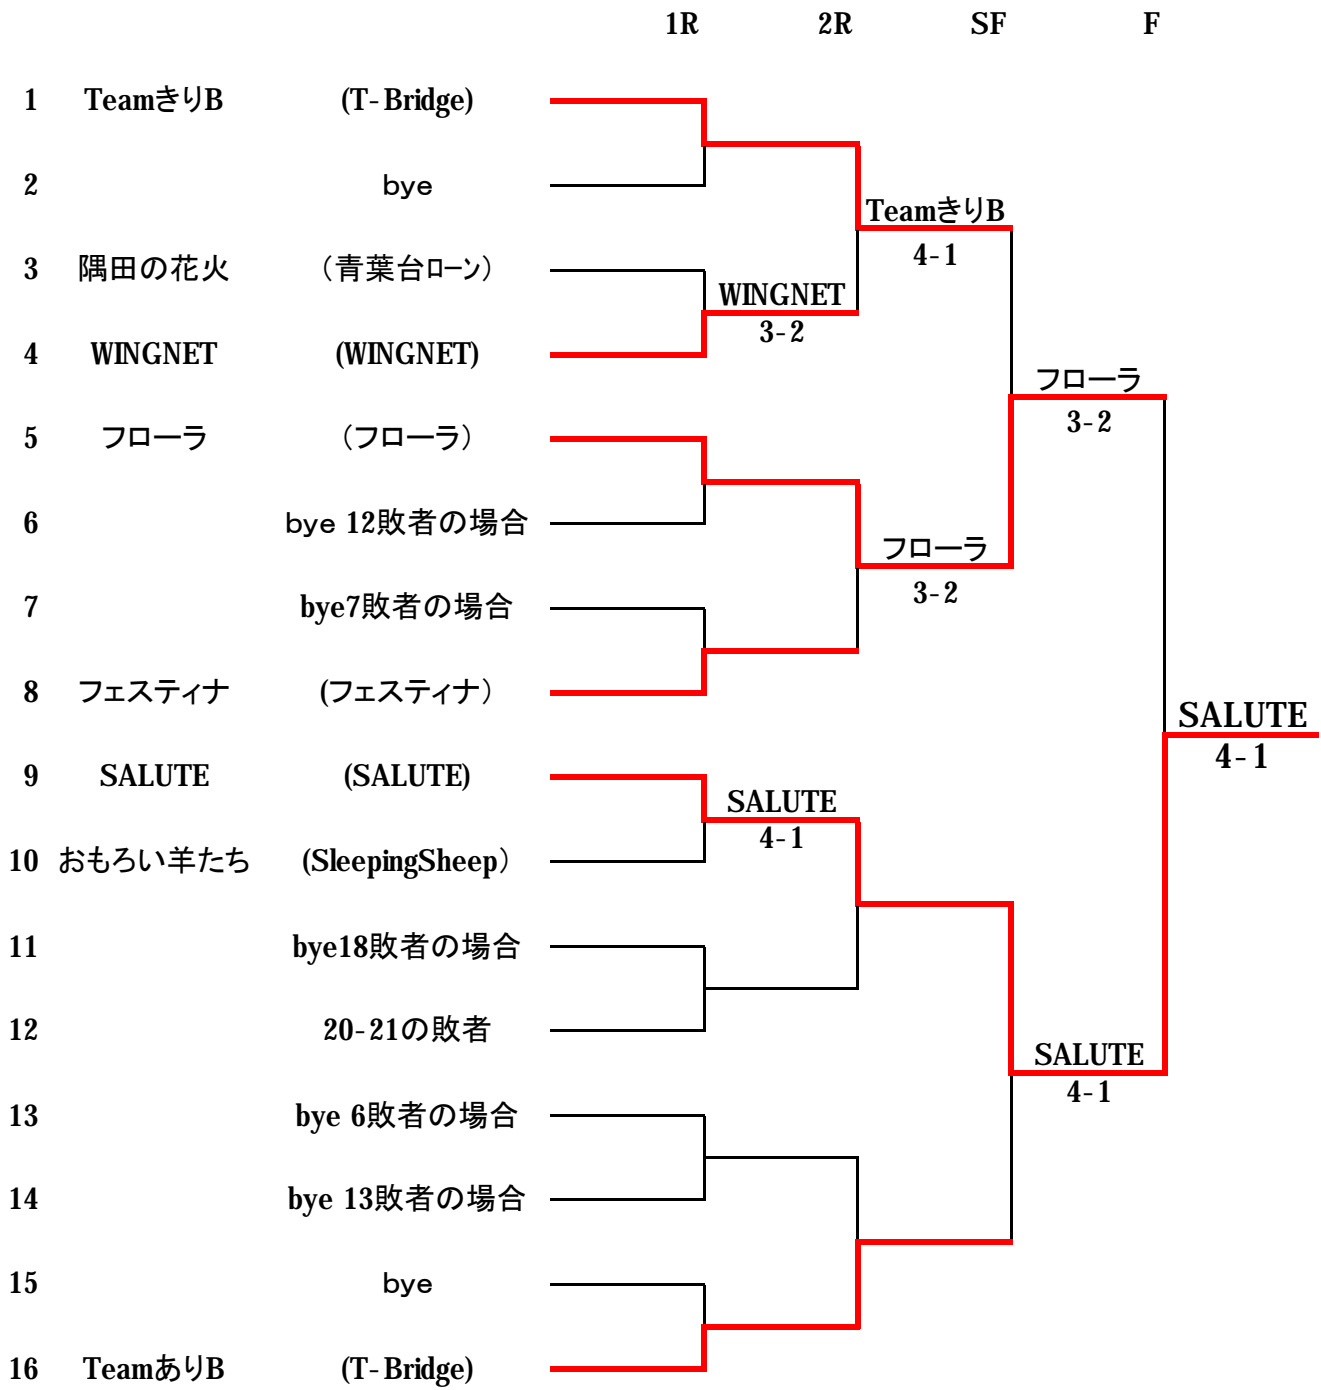 1R 2R SF F
1 TeamきりB (T-Bridge)
2 bye
TeamきりB
4-1
3 隅田の花火 （青葉台ローン）
WINGNET
3-2
4 WINGNET (WINGNET)
フローラ
3-2
5 フローラ （フローラ）
6 bye 12敗者の場合
フローラ
3-2
7 bye7敗者の場合
8 フェスティナ (フェスティナ）
SALUTE
4-1
9 SALUTE (SALUTE)
SALUTE
4-1
10 おもろい羊たち (SleepingSheep）
11 bye18敗者の場合
12 20-21の敗者
SALUTE
4-1
13 bye 6敗者の場合
14 bye 13敗者の場合
15 bye
16 TeamありB (T-Bridge)